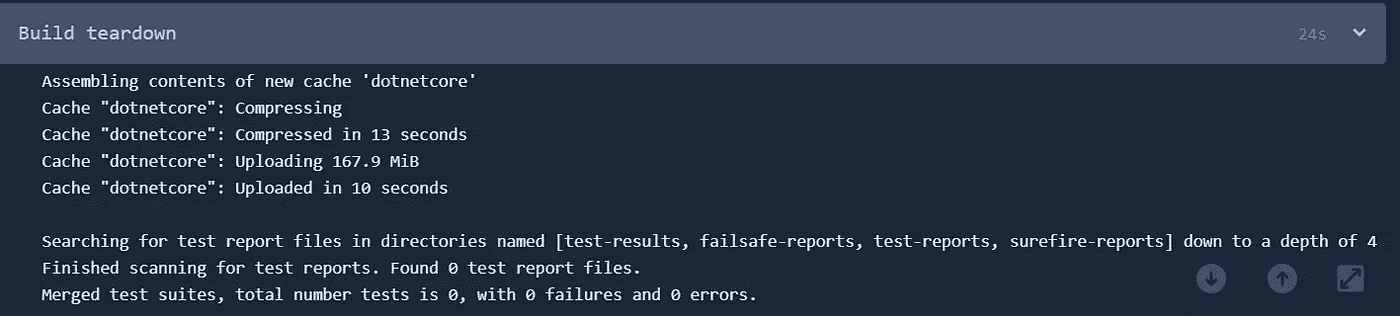 Build teardown
24s
Assembling contents of new cache 'dotnetcore'
Cache "dotnetcore": Compressing
Cache "dotnetcore": Compressed in 13 seconds
Cache "dotnetcore": Uploading 167.9 MiB
Cache "dotnetcore": Uploaded in 10 seconds
Searching for test report files in directories named [test-results, failsafe-reports, test-reports, surefire-reports] down to a depth of 4
Finished scanning for test reports. Found 0 test report files.
Merged test suites, total number tests is 0, with 0 failures and 0 errors.